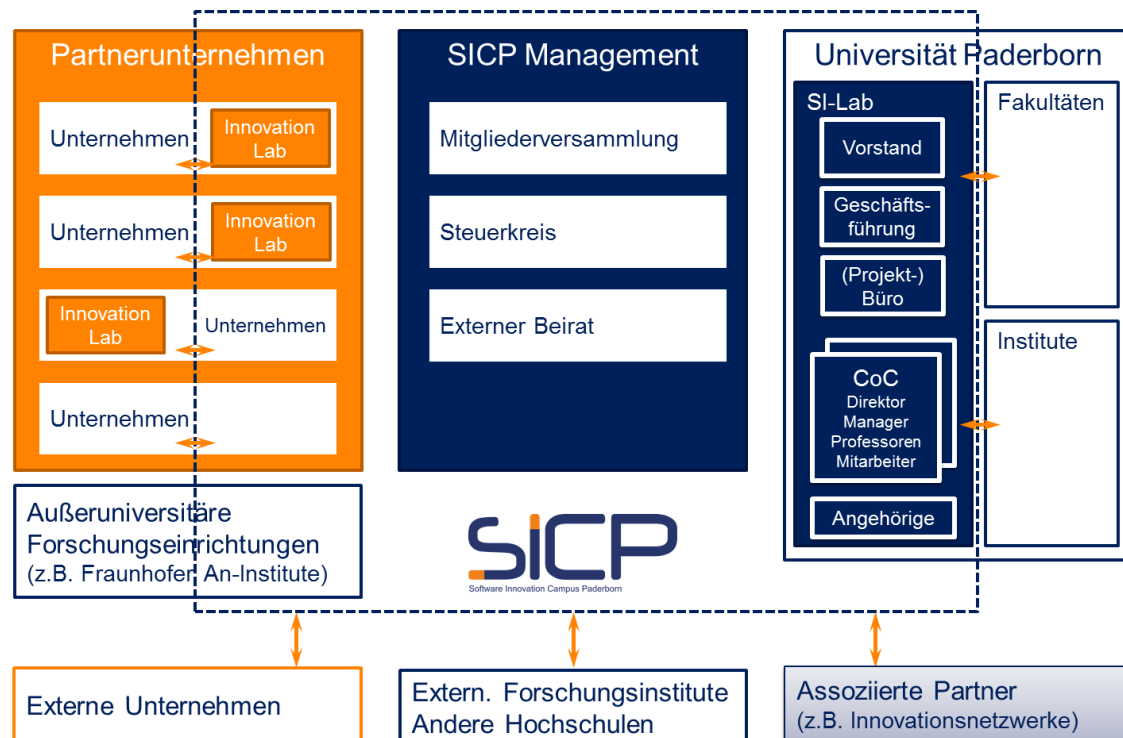 Partnerunternehmen
Unternehmen
Innovation
Lab
Unternehmen
Innovation
Lab
Innovation
Lab
Unternehmen
Unternehmen
Außeruniversitäre
Forschungseinrichtungen
(z.B. Fraunhofer An-Institute)
SICP Management
Mitgliederversammlung
Steuerkreis
Externer Beirat
SICP
Software Innovation Campus Paderborn
Universität Paderborn
SI-Lab
Vorstand
Geschäfts-
führung
(Projekt-)
Büro
CoC
Direktor
Manager
Professoren
Mitarbeiter
Angehörige
Fakultäten
Institute
Externe Unternehmen
Extern. Forschungsinstitute
Andere Hochschulen
Assoziierte Partner
(z.B. Innovationsnetzwerke)